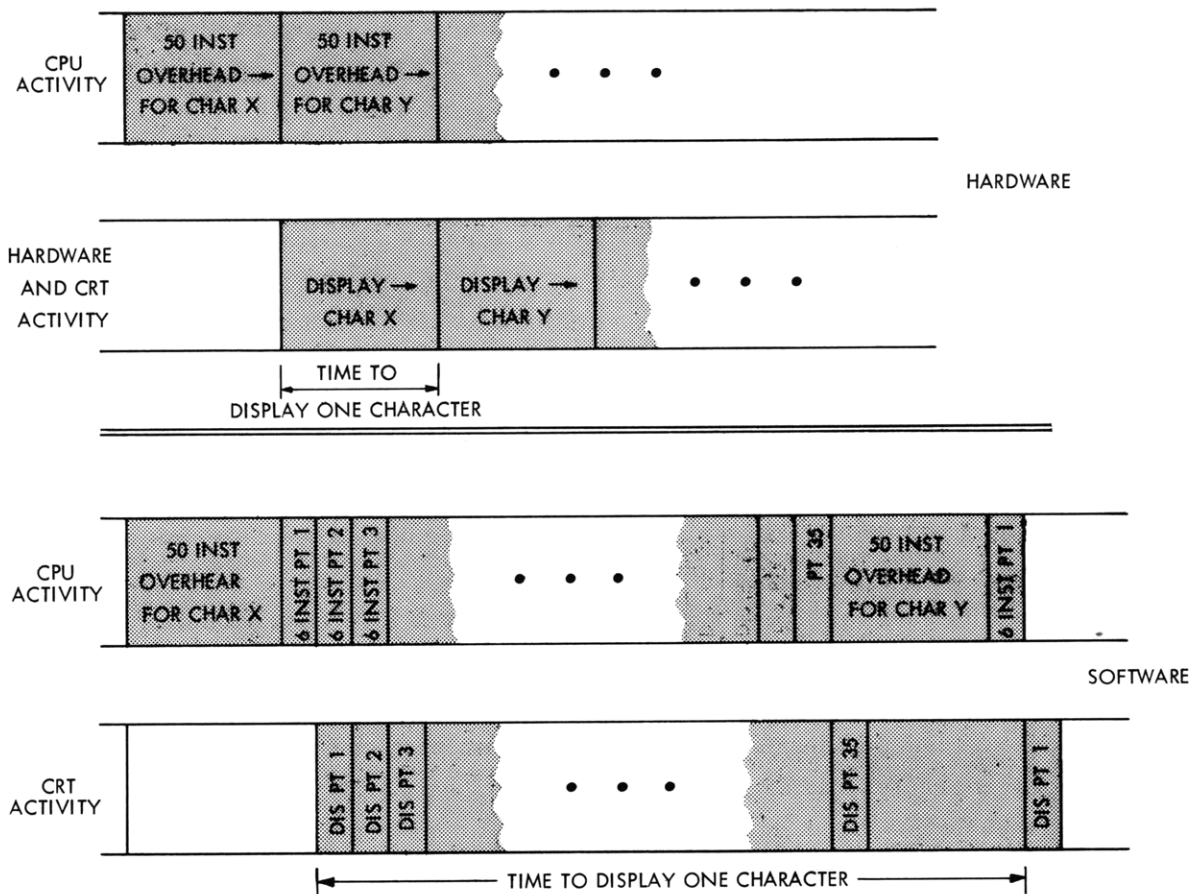 CPU
ACTIVITY
50 INST
OVERHEAD
FOR CHAR X
50 INST
OVERHEAD
FOR CHAR Y
HARDWARE
HARDWARE
AND CRT
ACTIVITY
DISPLAY
CHAR X
DISPLAY
CHAR Y
TIME TO
DISPLAY ONE CHARACTER
CPU
ACTIVITY
50 INST
OVERHEAR
FOR CHAR X
6 INST PT 1
6 INST PT 2
6 INST PT 3
PT 35
50 INST
OVERHEAD
FOR CHAR Y
6 INST PT 1
SOFTWARE
CRT
ACTIVITY
DIS PT 1
DIS PT 2
DIS PT 3
DIS PT 35
DIS PT 1
TIME TO DISPLAY ONE CHARACTER